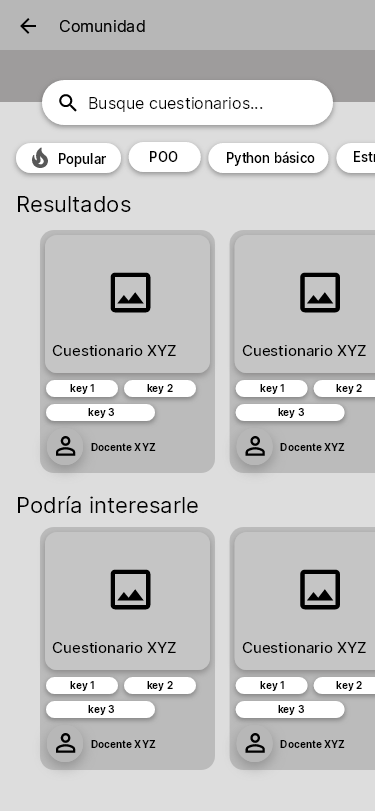 Comunidad
Busque cuestionarios...
Popular POO Python básico Estr
Resultados
Cuestionario XYZ Cuestionario XYZ
key 1 key 2 key 1 key 2
key 3 key 3
Docente XYZ Docente XYZ
Podría interesarle
Cuestionario XYZ Cuestionario XYZ
key 1 key 2 key 1 key 2
key 3 key 3
Docente XYZ Docente XYZ